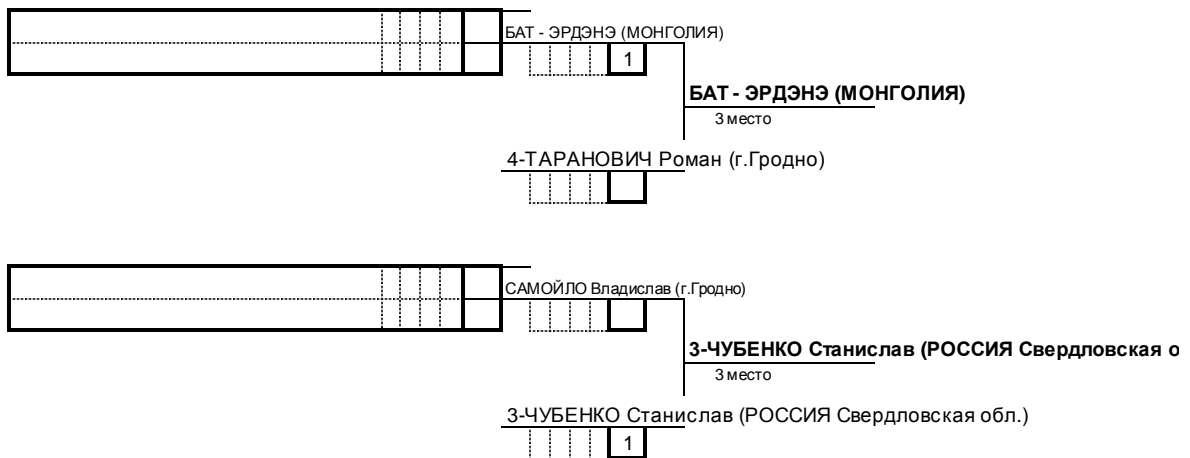 БАТ - ЭРДЭНЭ (МОНГОЛИЯ)
1
БАТ - ЭРДЭНЭ (МОНГОЛИЯ)
3 место
4-ТАРАНОВИЧ Роман (г.Гродно)
САМОЙЛО Владислав (г.Гродно)
3-ЧУБЕНКО Станислав (РОССИЯ Свердловская о
3 место
3-ЧУБЕНКО Станислав (РОССИЯ Свердловская обл.)
1